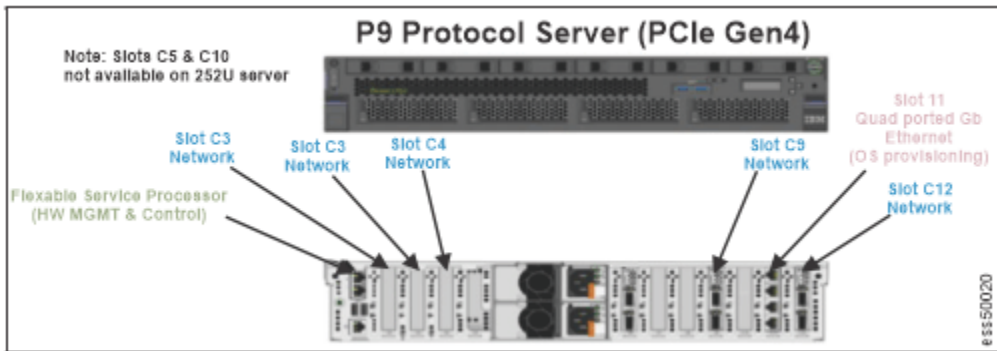 P9 Protocol Server (PCIe Gen4)
Note: Slots C5 & C10
not available on 252U server
Slot C3
Network
Slot C3
Network
Slot C4
Network
Slot C9
Network
Slot 11
Quad ported Gb
Ethernet
(OS provisioning)
Slot C12
Network
Flexable Service Processor
(HW MGMT & Control)
IBM
ess50020